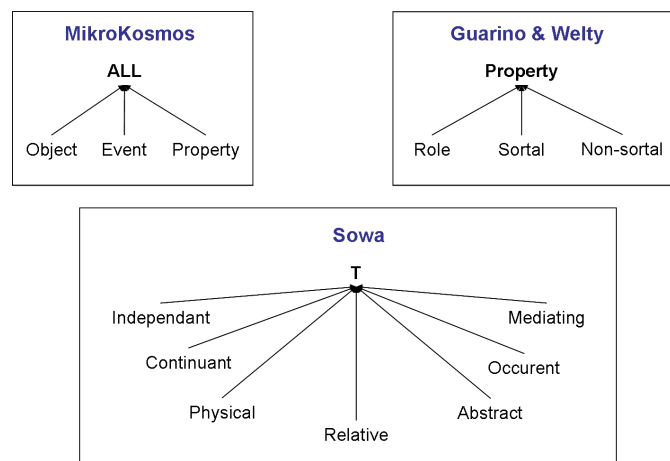 MikroKosmos
ALL
Object Event Property
Guarino & Welty
Property
Role Sortal Non-sortal
Sowa
T
Independant Mediating
Continuant Occurent
Physical Abstract
Relative